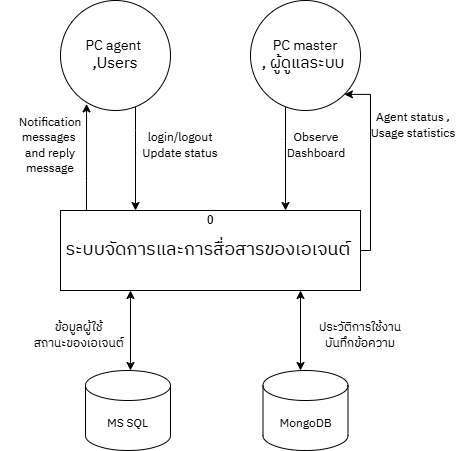 PC agent
,Users
PC master
, ผู้ดูแลระบบ
Notification
messages
and reply
message
login/logout
Update status
Observe
Dashboard
Agent status ,
Usage statistics
0
ระบบจัดการและการสื่อสารของเอเจนต์
ข้อมูลผู้ใช้
สถานะของเอเจนต์
ประวัติการใช้งาน
บันทึกข้อความ
MS SQL
MongoDB